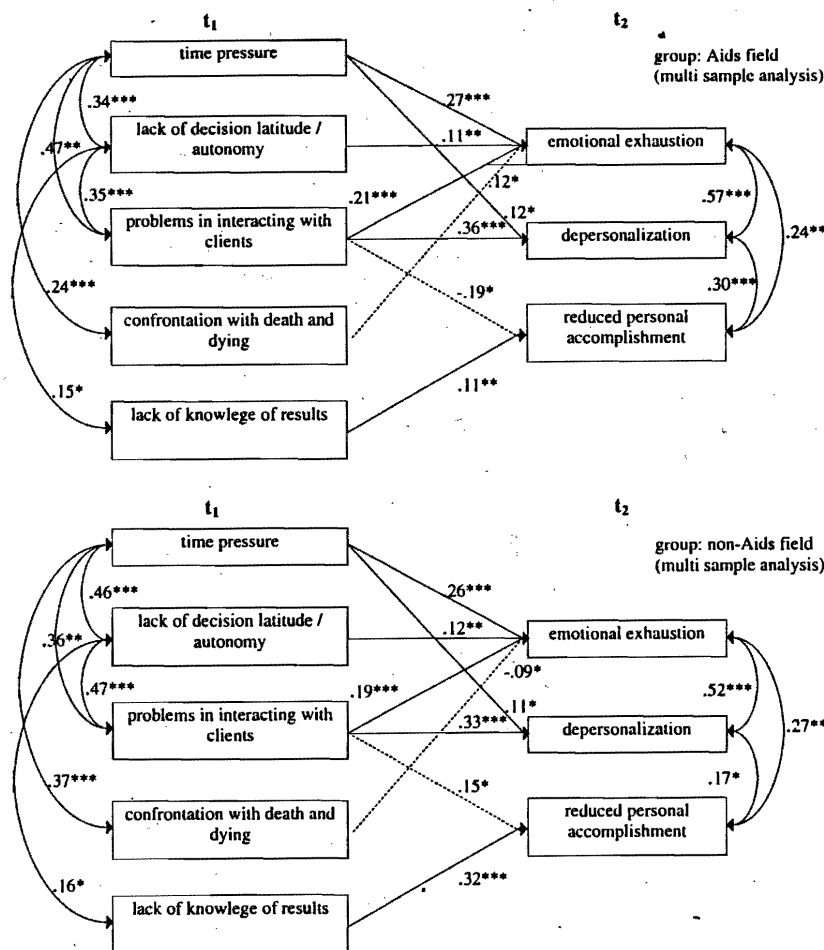 t1
t2
time pressure
group: Aids field
(multi sample analysis)
.34***
.27***
lack of decision latitude /
autonomy
.11**
emotional exhaustion
.47**
.12*
.35***
.21***
.57***
problems in interacting with
clients
.12*
.36***
depersonalization
.24**
-.19*
.30***
.24***
confrontation with death and
dying
reduced personal
accomplishment
.15*
.11**
lack of knowlege of results
t1
t2
time pressure
group: non-Aids field
(multi sample analysis)
.46***
.26***
lack of decision latitude /
autonomy
.12**
emotional exhaustion
.36**
-.09*
.47***
.19***
.52***
problems in interacting with
clients
.11*
.33***
depersonalization
.27**
.15*
.17*
.37***
confrontation with death and
dying
reduced personal
accomplishment
.16*
.32***
lack of knowlege of results